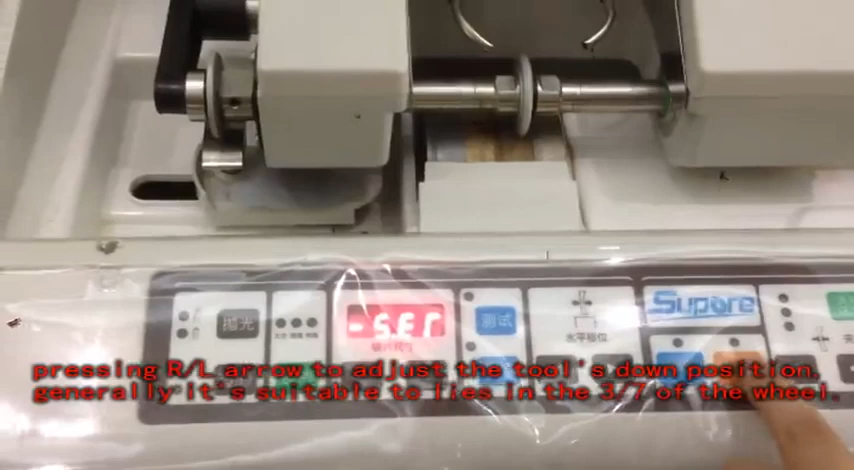 -SET
测试
Supore
抛光
水平移位
pressing R/L arrow to adjust the tool's down position,
generally it's suitable to lies in the 3/7 of the wheel.